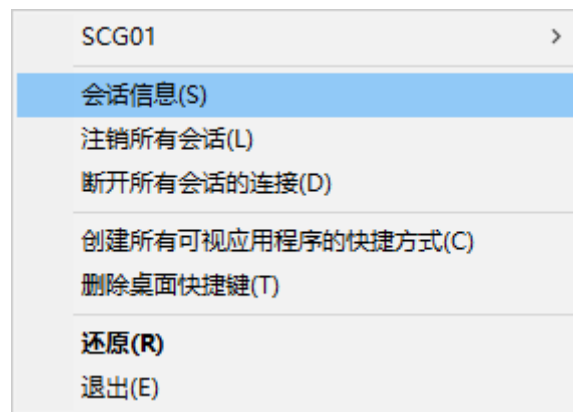 SCG01
会话信息(S)
注销所有会话(L)
断开所有会话的连接(D)
创建所有可视应用程序的快捷方式(C)
删除桌面快捷键(T)
还原(R)
退出(E)